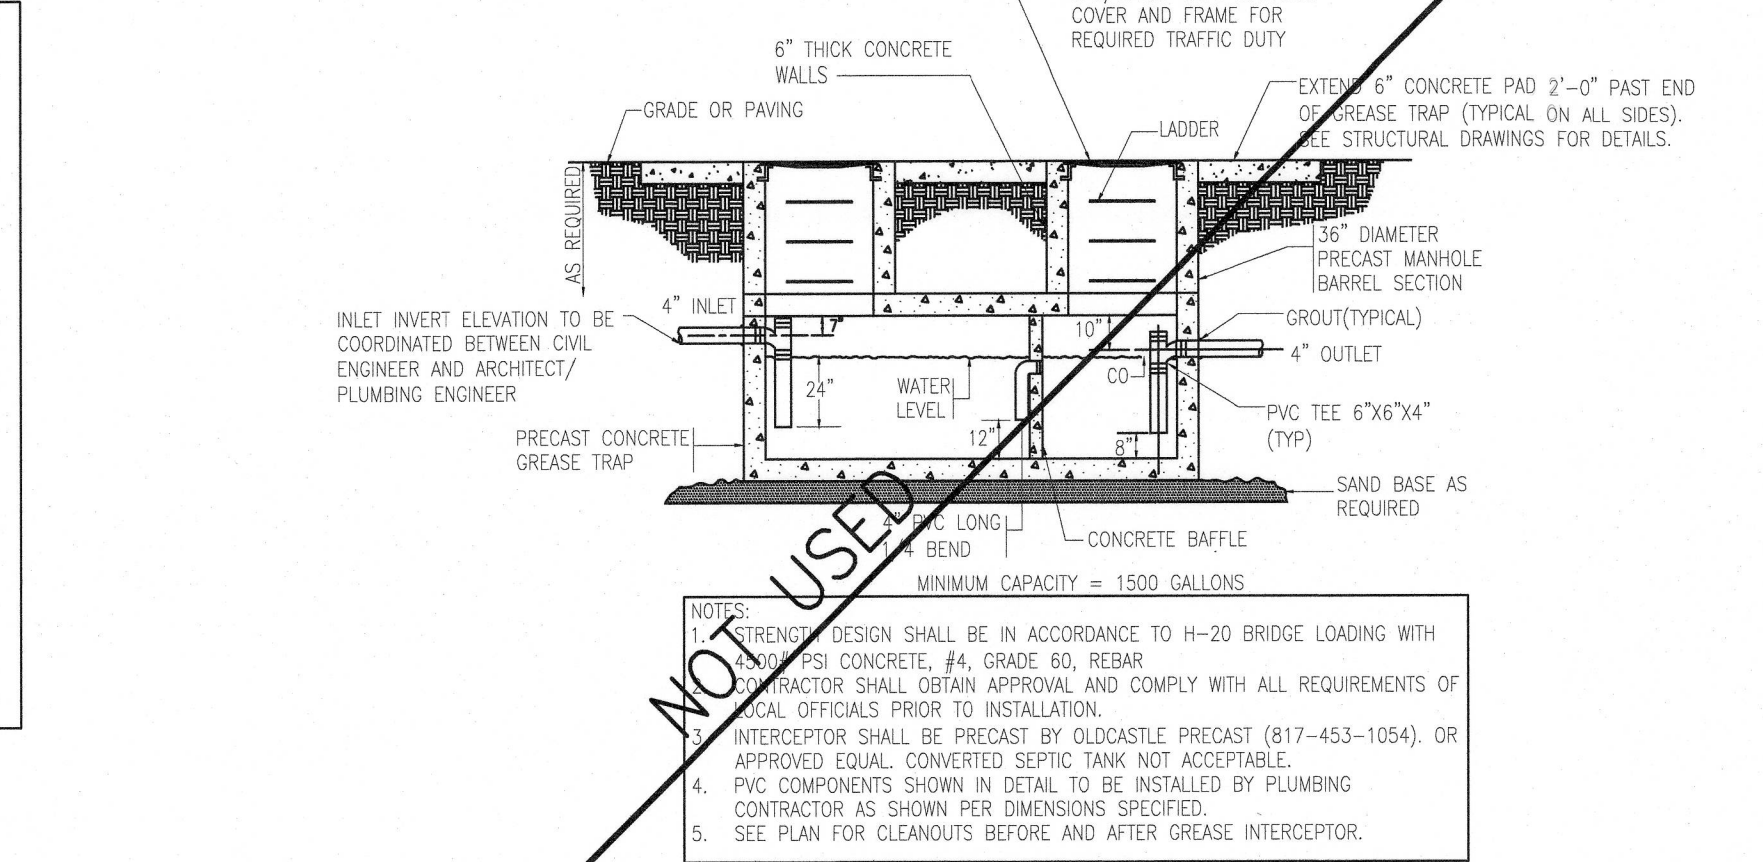 COVER AND FRAME FOR
REQUIRED TRAFFIC DUTY
6" THICK CONCRETE
WALLS
GRADE OR PAVING
LADDER
EXTEND 6" CONCRETE PAD 2'-0" PAST END
OF GREASE TRAP (TYPICAL ON ALL SIDES).
SEE STRUCTURAL DRAWINGS FOR DETAILS.
AS REQUIRED
36" DIAMETER
PRECAST MANHOLE
BARREL SECTION
4" INLET
7"
10"
INLET INVERT ELEVATION TO BE
COORDINATED BETWEEN CIVIL
ENGINEER AND ARCHITECT/
PLUMBING ENGINEER
GROUT(TYPICAL)
4" OUTLET
24"
WATER
LEVEL
CO
PVC TEE 6"X6"X4"
(TYP)
PRECAST CONCRETE
GREASE TRAP
12"
8"
SAND BASE AS
REQUIRED
4" PVC LONG
1/4 BEND
CONCRETE BAFFLE
NOT USED
MINIMUM CAPACITY = 1500 GALLONS
NOTES:
1. STRENGTH DESIGN SHALL BE IN ACCORDANCE TO H-20 BRIDGE LOADING WITH
4500# PSI CONCRETE, #4, GRADE 60, REBAR
2. CONTRACTOR SHALL OBTAIN APPROVAL AND COMPLY WITH ALL REQUIREMENTS OF
LOCAL OFFICIALS PRIOR TO INSTALLATION.
3. INTERCEPTOR SHALL BE PRECAST BY OLDCASTLE PRECAST (817-453-1054). OR
APPROVED EQUAL. CONVERTED SEPTIC TANK NOT ACCEPTABLE.
4. PVC COMPONENTS SHOWN IN DETAIL TO BE INSTALLED BY PLUMBING
CONTRACTOR AS SHOWN PER DIMENSIONS SPECIFIED.
5. SEE PLAN FOR CLEANOUTS BEFORE AND AFTER GREASE INTERCEPTOR.